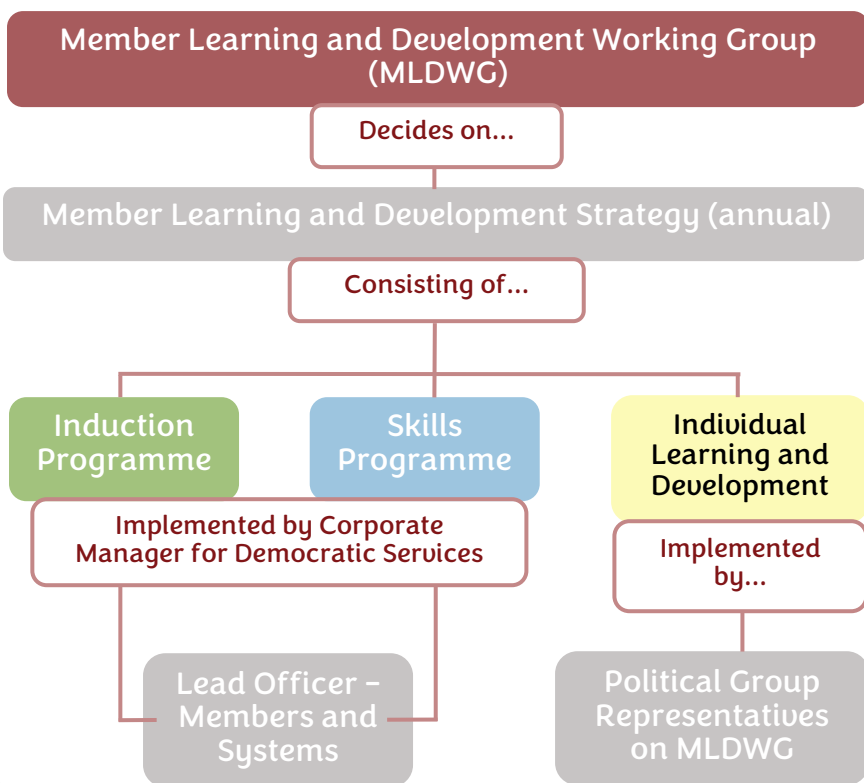 Member Learning and Development Working Group
(MLDWG)
Decides on...
Member Learning and Development Strategy (annual)
Consisting of...
Induction
Programme
Skills
Programme
Individual
Learning and
Development
Implemented by Corporate
Manager for Democratic Services
Implemented
by...
Lead Officer –
Members and
Systems
Political Group
Representatives
on MLDWG